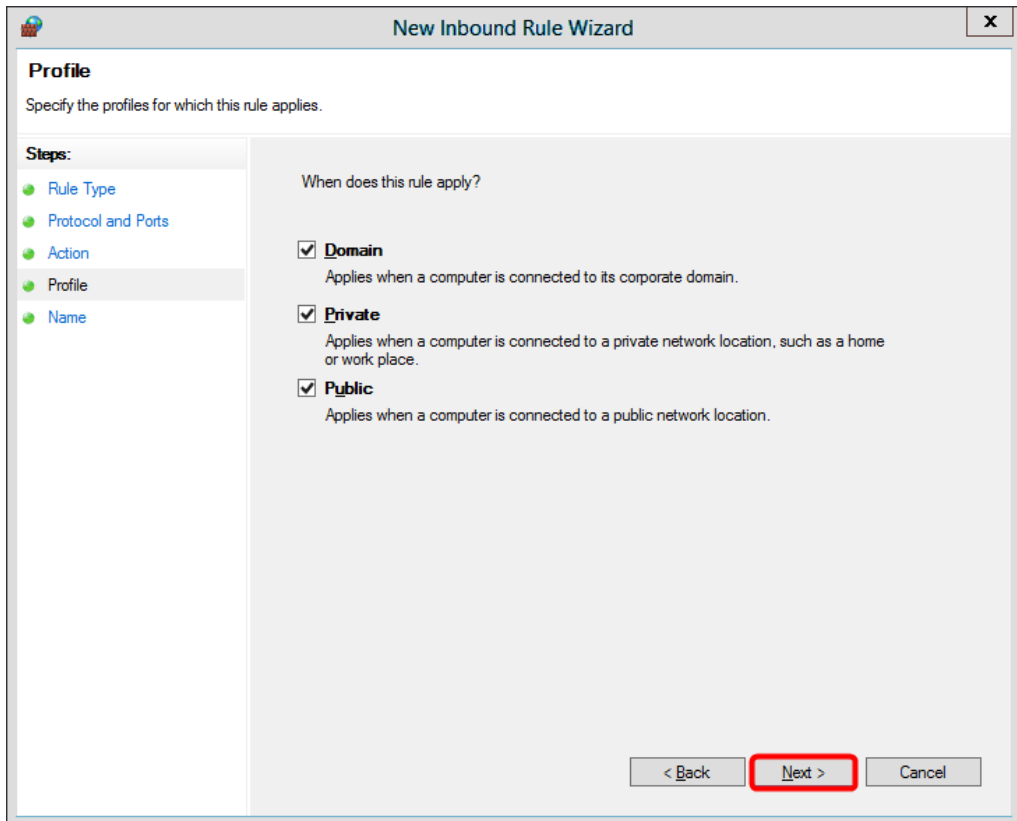 New Inbound Rule Wizard
x
Profile
Specify the profiles for which this rule applies.
Steps:
Rule Type
Protocol and Ports
Action
Profile
Name
When does this rule apply?
Domain
Applies when a computer is connected to its corporate domain.
Private
Applies when a computer is connected to a private network location, such as a home
or work place.
Public
Applies when a computer is connected to a public network location.
< Back
Next >
Cancel